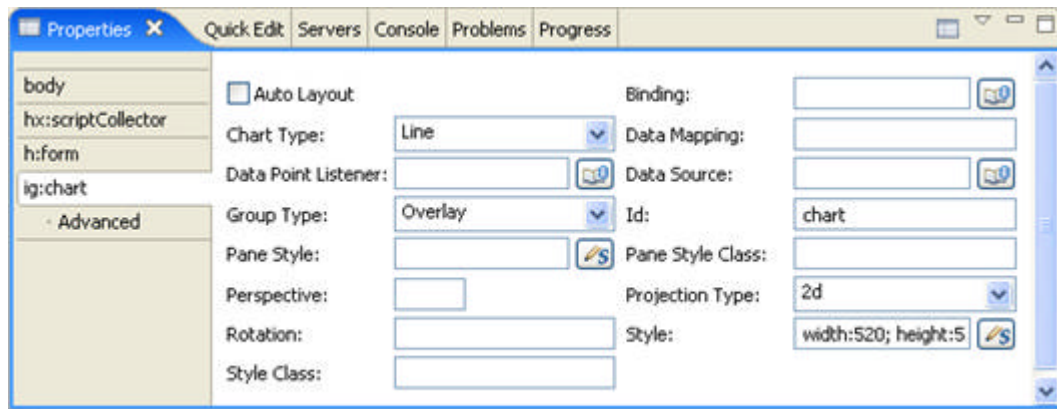 Properties Quick Edit Servers Console Problems Progress
body
hx:scriptCollector
h:form
ig:chart
· Advanced
Auto Layout Binding:
Chart Type: Line Data Mapping:
Data Point Listener: Data Source:
Group Type: Overlay Id: chart
Pane Style: Pane Style Class:
Perspective: Projection Type: 2d
Rotation: Style: width:520; height:5
Style Class: